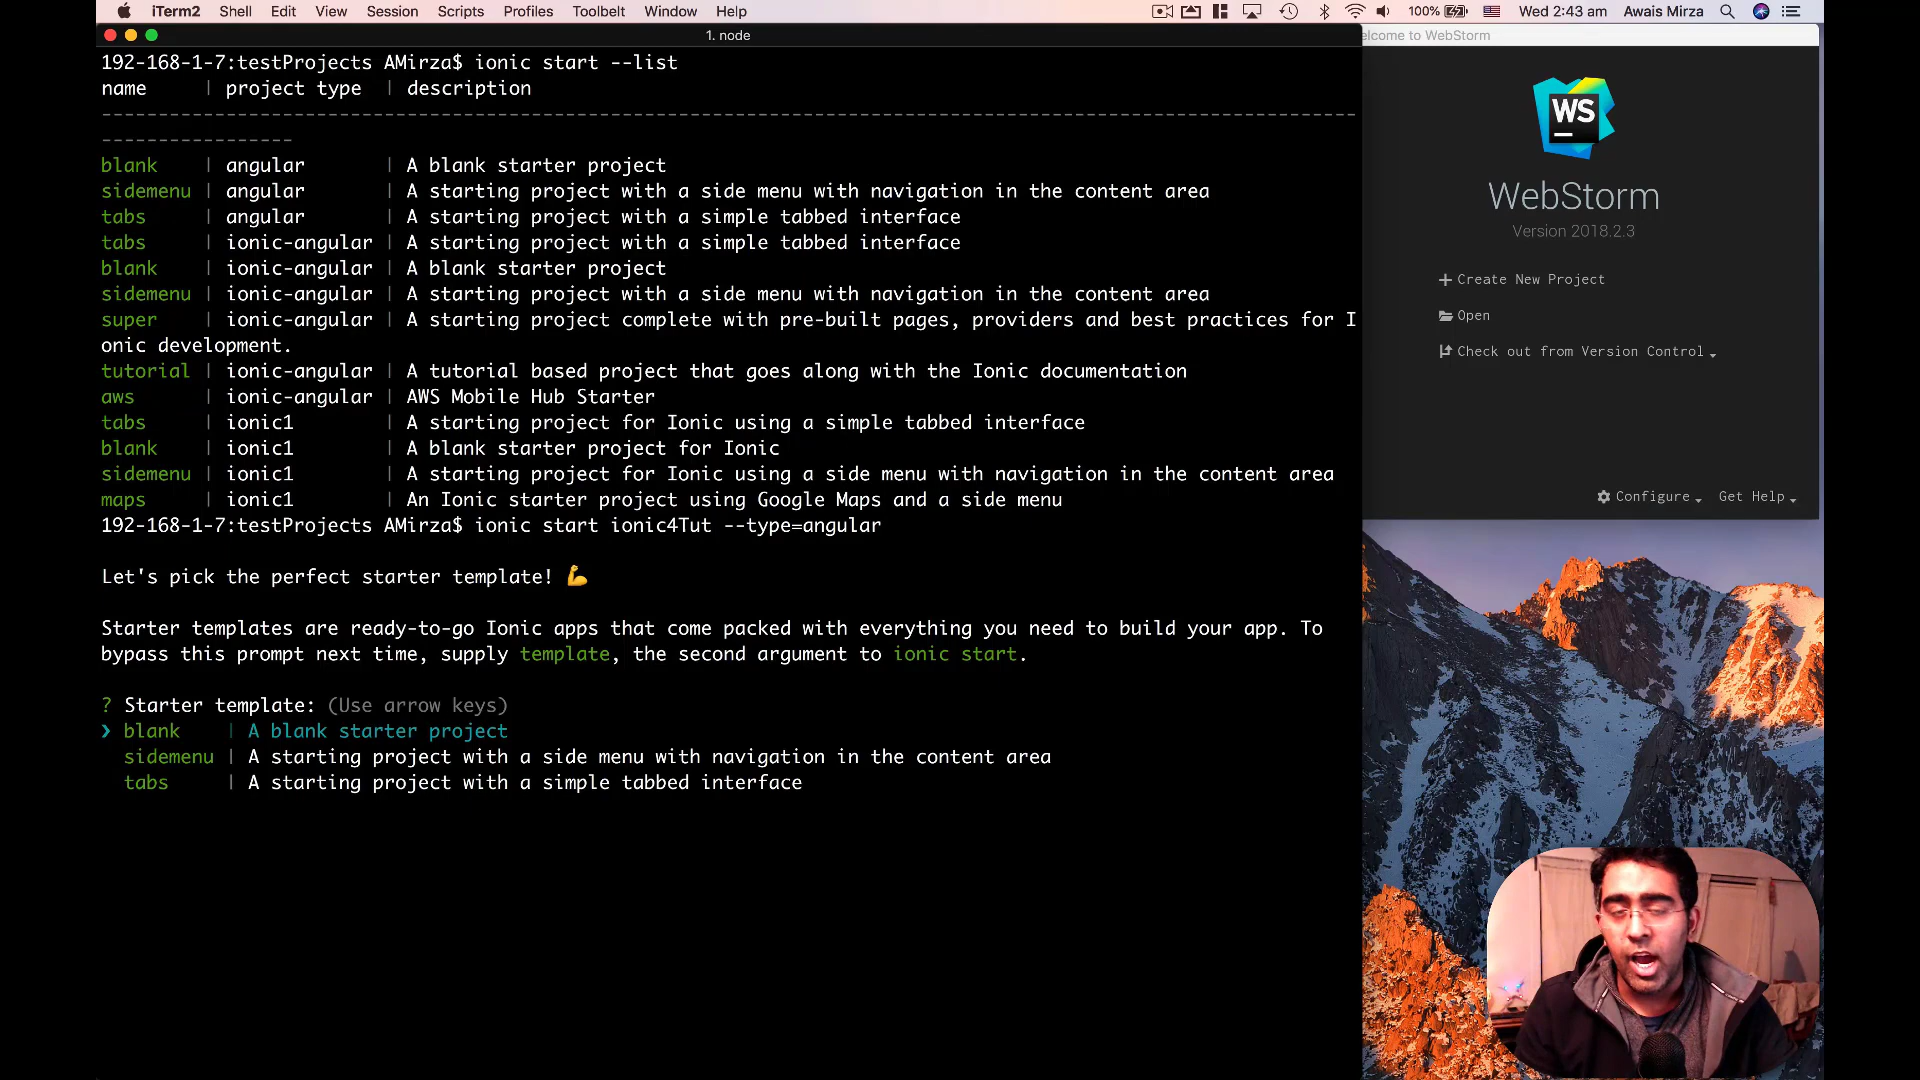 iTerm2 Shell Edit View Session Scripts Profiles Toolbelt Window Help 100% Wed 2:43 am Awais Mirza
1. node
elcome to WebStorm
192-168-1-7:testProjects AMirza$ ionic start --list
name | project type | description
--------------------------------------------------------------------------------------------------------------
-----------------
blank | angular | A blank starter project
sidemenu | angular | A starting project with a side menu with navigation in the content area
tabs | angular | A starting project with a simple tabbed interface
tabs | ionic-angular | A starting project with a simple tabbed interface
blank | ionic-angular | A blank starter project
sidemenu | ionic-angular | A starting project with a side menu with navigation in the content area
super | ionic-angular | A starting project complete with pre-built pages, providers and best practices for I
onic development.
tutorial | ionic-angular | A tutorial based project that goes along with the Ionic documentation
aws | ionic-angular | AWS Mobile Hub Starter
tabs | ionic1 | A starting project for Ionic using a simple tabbed interface
blank | ionic1 | A blank starter project for Ionic
sidemenu | ionic1 | A starting project for Ionic using a side menu with navigation in the content area
maps | ionic1 | An Ionic starter project using Google Maps and a side menu
192-168-1-7:testProjects AMirza$ ionic start ionic4Tut --type=angular
Let's pick the perfect starter template! 💪
Starter templates are ready-to-go Ionic apps that come packed with everything you need to build your app. To
bypass this prompt next time, supply template, the second argument to ionic start.
? Starter template: (Use arrow keys)
❯ blank | A blank starter project
sidemenu | A starting project with a side menu with navigation in the content area
tabs | A starting project with a simple tabbed interface
WS
WebStorm
Version 2018.2.3
Create New Project
Open
Check out from Version Control
Configure Get Help